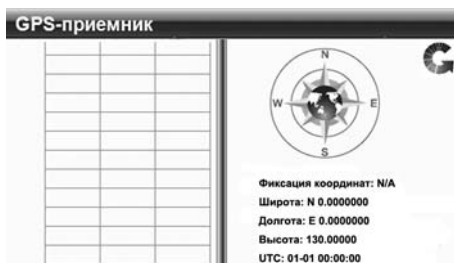 GPS-приемник
N
W
E
S
Фиксация координат: N/A
Широта: N 0.0000000
Долгота: E 0.0000000
Высота: 130.00000
UTC: 01-01 00:00:00